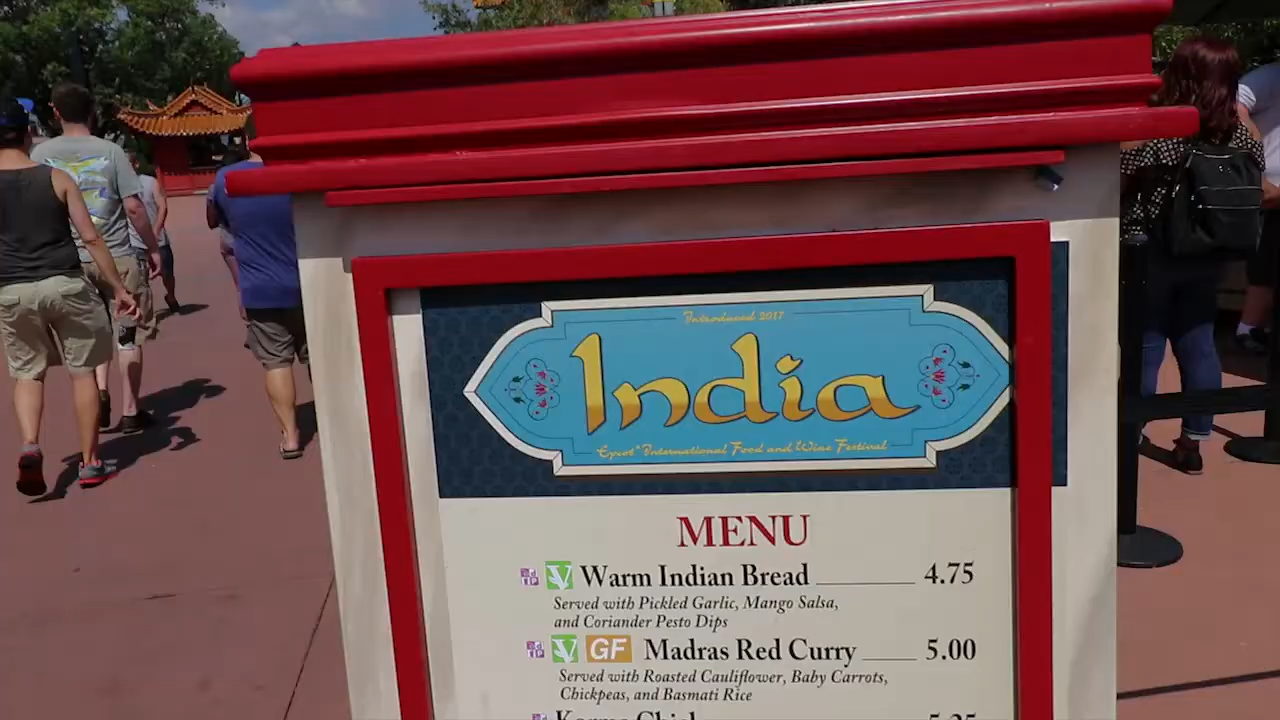 Introduced 2017
India
Epcot International Food and Wine Festival
MENU
V Warm Indian Bread 4.75
Served with Pickled Garlic, Mango Salsa,
and Coriander Pesto Dips
V GF Madras Red Curry 5.00
Served with Roasted Cauliflower, Baby Carrots,
Chickpeas, and Basmati Rice